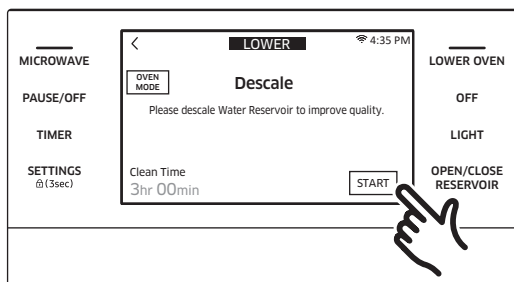 MICROWAVE
PAUSE/OFF
TIMER
SETTINGS
(3sec)
LOWER
4:35 PM
OVEN
MODE
Descale
Please descale Water Reservoir to improve quality.
Clean Time
3hr 00min
START
LOWER OVEN
OFF
LIGHT
OPEN/CLOSE
RESERVOIR